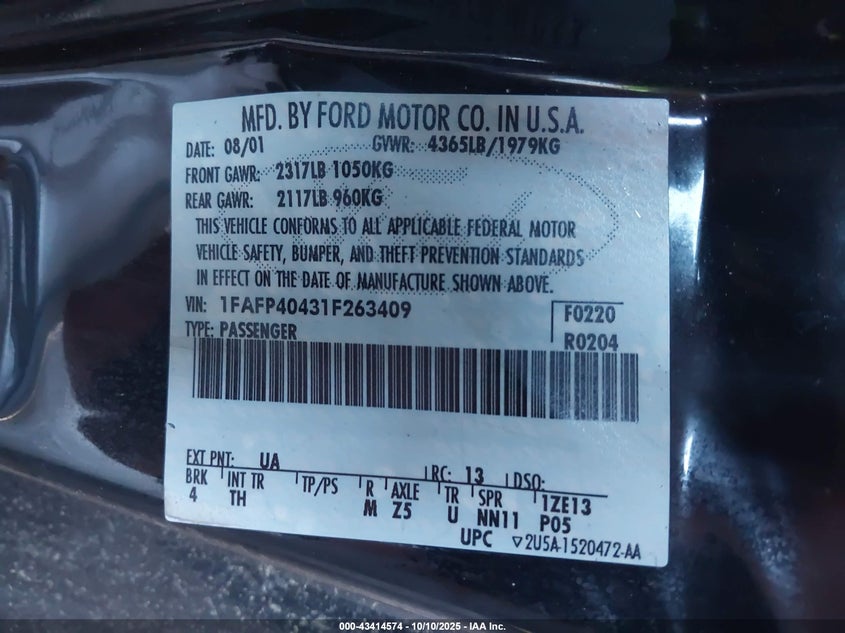 MFD. BY FORD MOTOR CO. IN U.S.A.
DATE: 08/01 GVWR: 4365LB/1979KG
FRONT GAWR: 2317LB 1050KG
REAR GAWR: 2117LB 960KG
THIS VEHICLE CONFORMS TO ALL APPLICABLE FEDERAL MOTOR
VEHICLE SAFETY, BUMPER, AND THEFT PREVENTION STANDARDS
IN EFFECT ON THE DATE OF MANUFACTURE SHOWN ABOVE.
VIN: 1FAFP40431F263409 F0220
TYPE: PASSENGER R0204
EXT PNT: UA RC: 13 DSO:
BRK INT TR TP/PS R AXLE TR SPR 1ZE13
4 TH M Z5 U NN11 P05
UPC ▽2U5A-1520472-AA
000-43414574 - 10/10/2025 - IAA Inc.